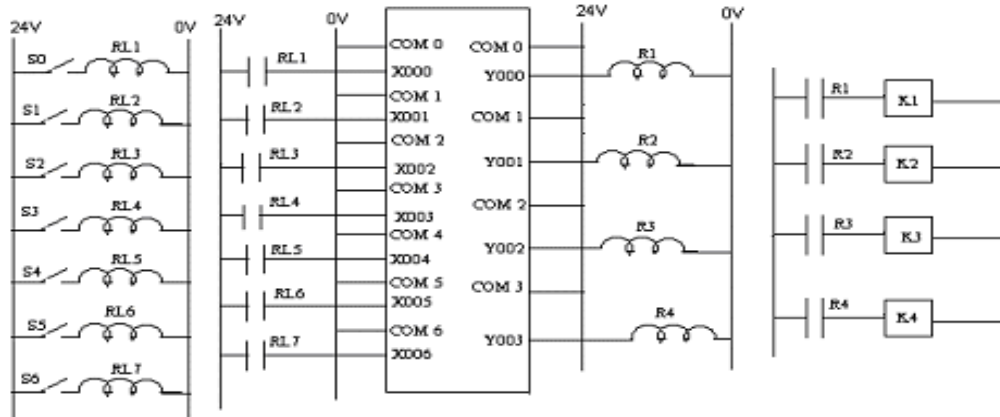 24V
0V
S0
RL1
S1
RL2
S2
RL3
S3
RL4
S4
RL5
S5
RL6
S6
RL7
24V
0V
RL1
RL2
RL3
RL4
RL5
RL6
RL7
COM 0
X000
COM 1
X001
COM 2
X002
COM 3
X003
COM 4
X004
COM 5
X005
COM 6
X006
COM 0
Y000
COM 1
Y001
COM 2
Y002
COM 3
Y003
24V
0V
R1
R2
R3
R4
R1
K1
R2
K2
R3
K3
R4
K4